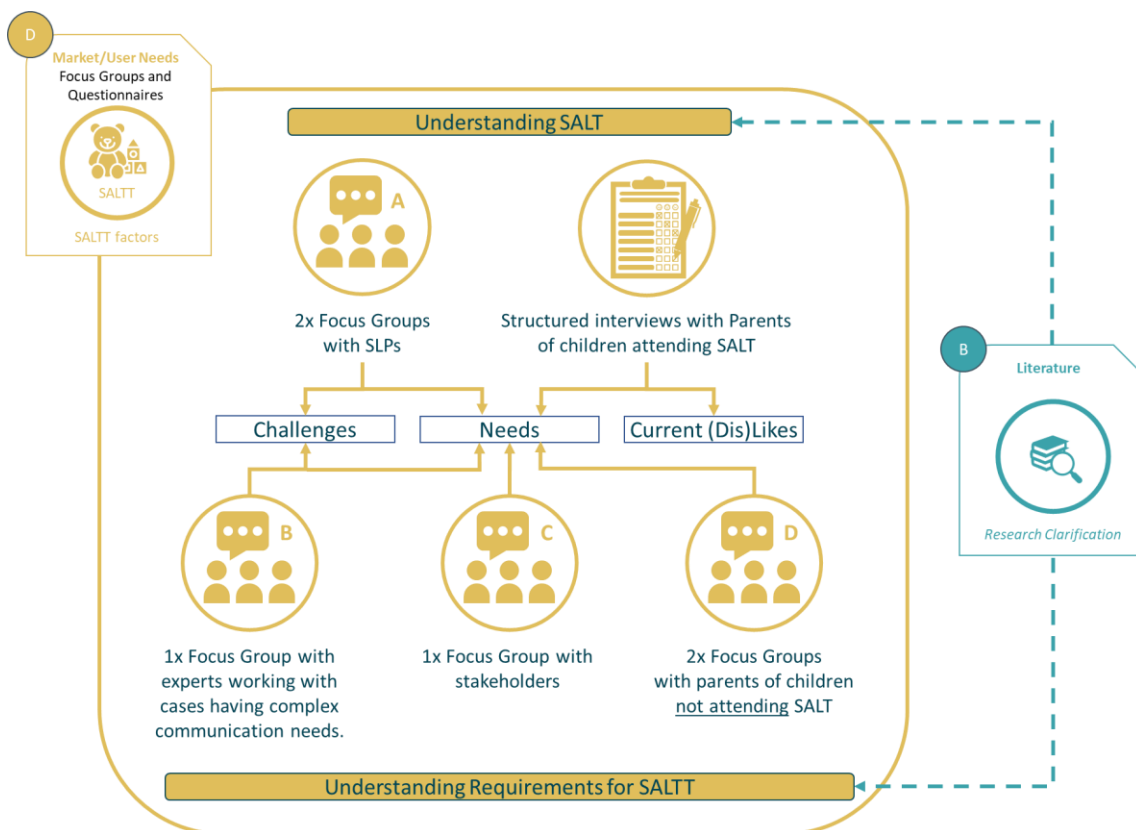 D
Market/User Needs
Focus Groups and
Questionnaires
SALTT
SALTT factors
Understanding SALT
A
2x Focus Groups
with SLPs
Structured interviews with Parents
of children attending SALT
B
Literature
Research Clarification
Challenges
Needs
Current (Dis)Likes
B
1x Focus Group with
experts working with
cases having complex
communication needs.
C
1x Focus Group with
stakeholders
D
2x Focus Groups
with parents of children
not attending SALT
Understanding Requirements for SALTT